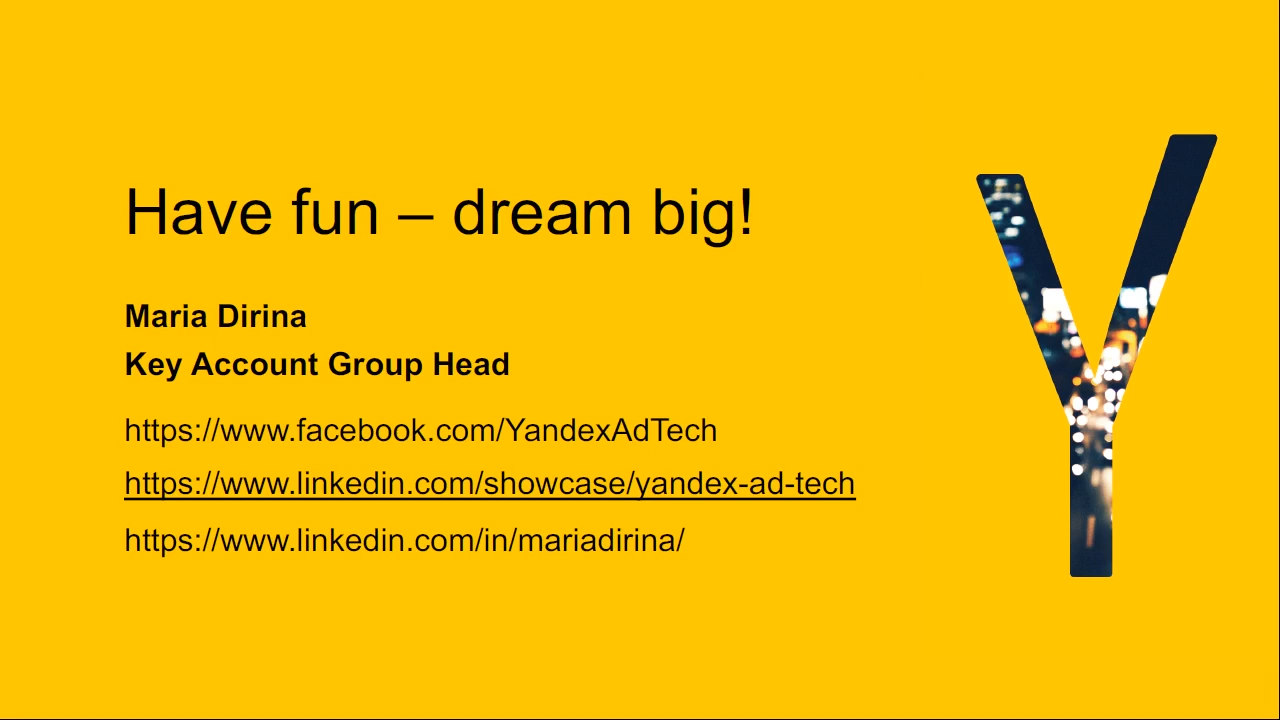 Have fun – dream big!
Maria Dirina
Key Account Group Head
https://www.facebook.com/YandexAdTech
https://www.linkedin.com/showcase/yandex-ad-tech
https://www.linkedin.com/in/mariadirina/
Y